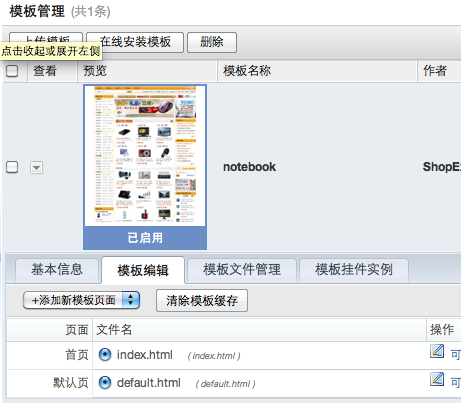 模板管理 (共1条)
上传模板 在线安装模板 删除
点击收起或展开左侧
查看 预览 模板名称 作者
notebook ShopE
已启用
基本信息 模板编辑 模板文件管理 模板挂件实例
+添加新模板页面 清除模板缓存
页面 文件名 操作
首页 index.html ( index.html ) 可
默认页 default.html ( default.html ) 可